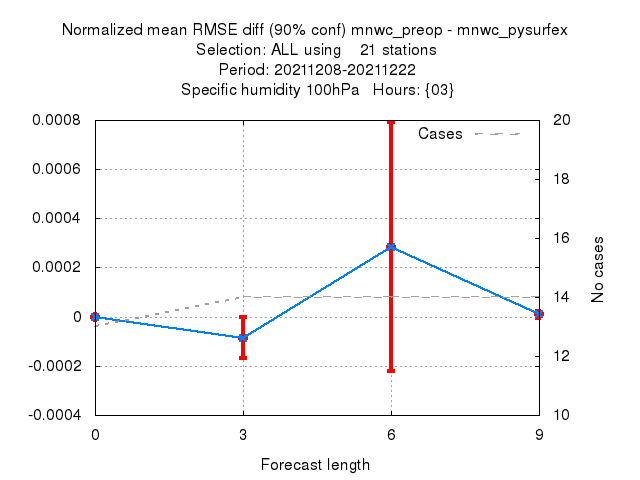 Normalized mean RMSE diff (90% conf) mnwc_preop - mnwc_pysurfex
Selection: ALL using    21 stations
Period: 20211208-20211222
Specific humidity 100hPa   Hours: {03}
0.0008
0.0006
0.0004
0.0002
0
-0.0002
-0.0004
Cases
20
18
16
14
12
10
No cases
0 3 6 9
Forecast length